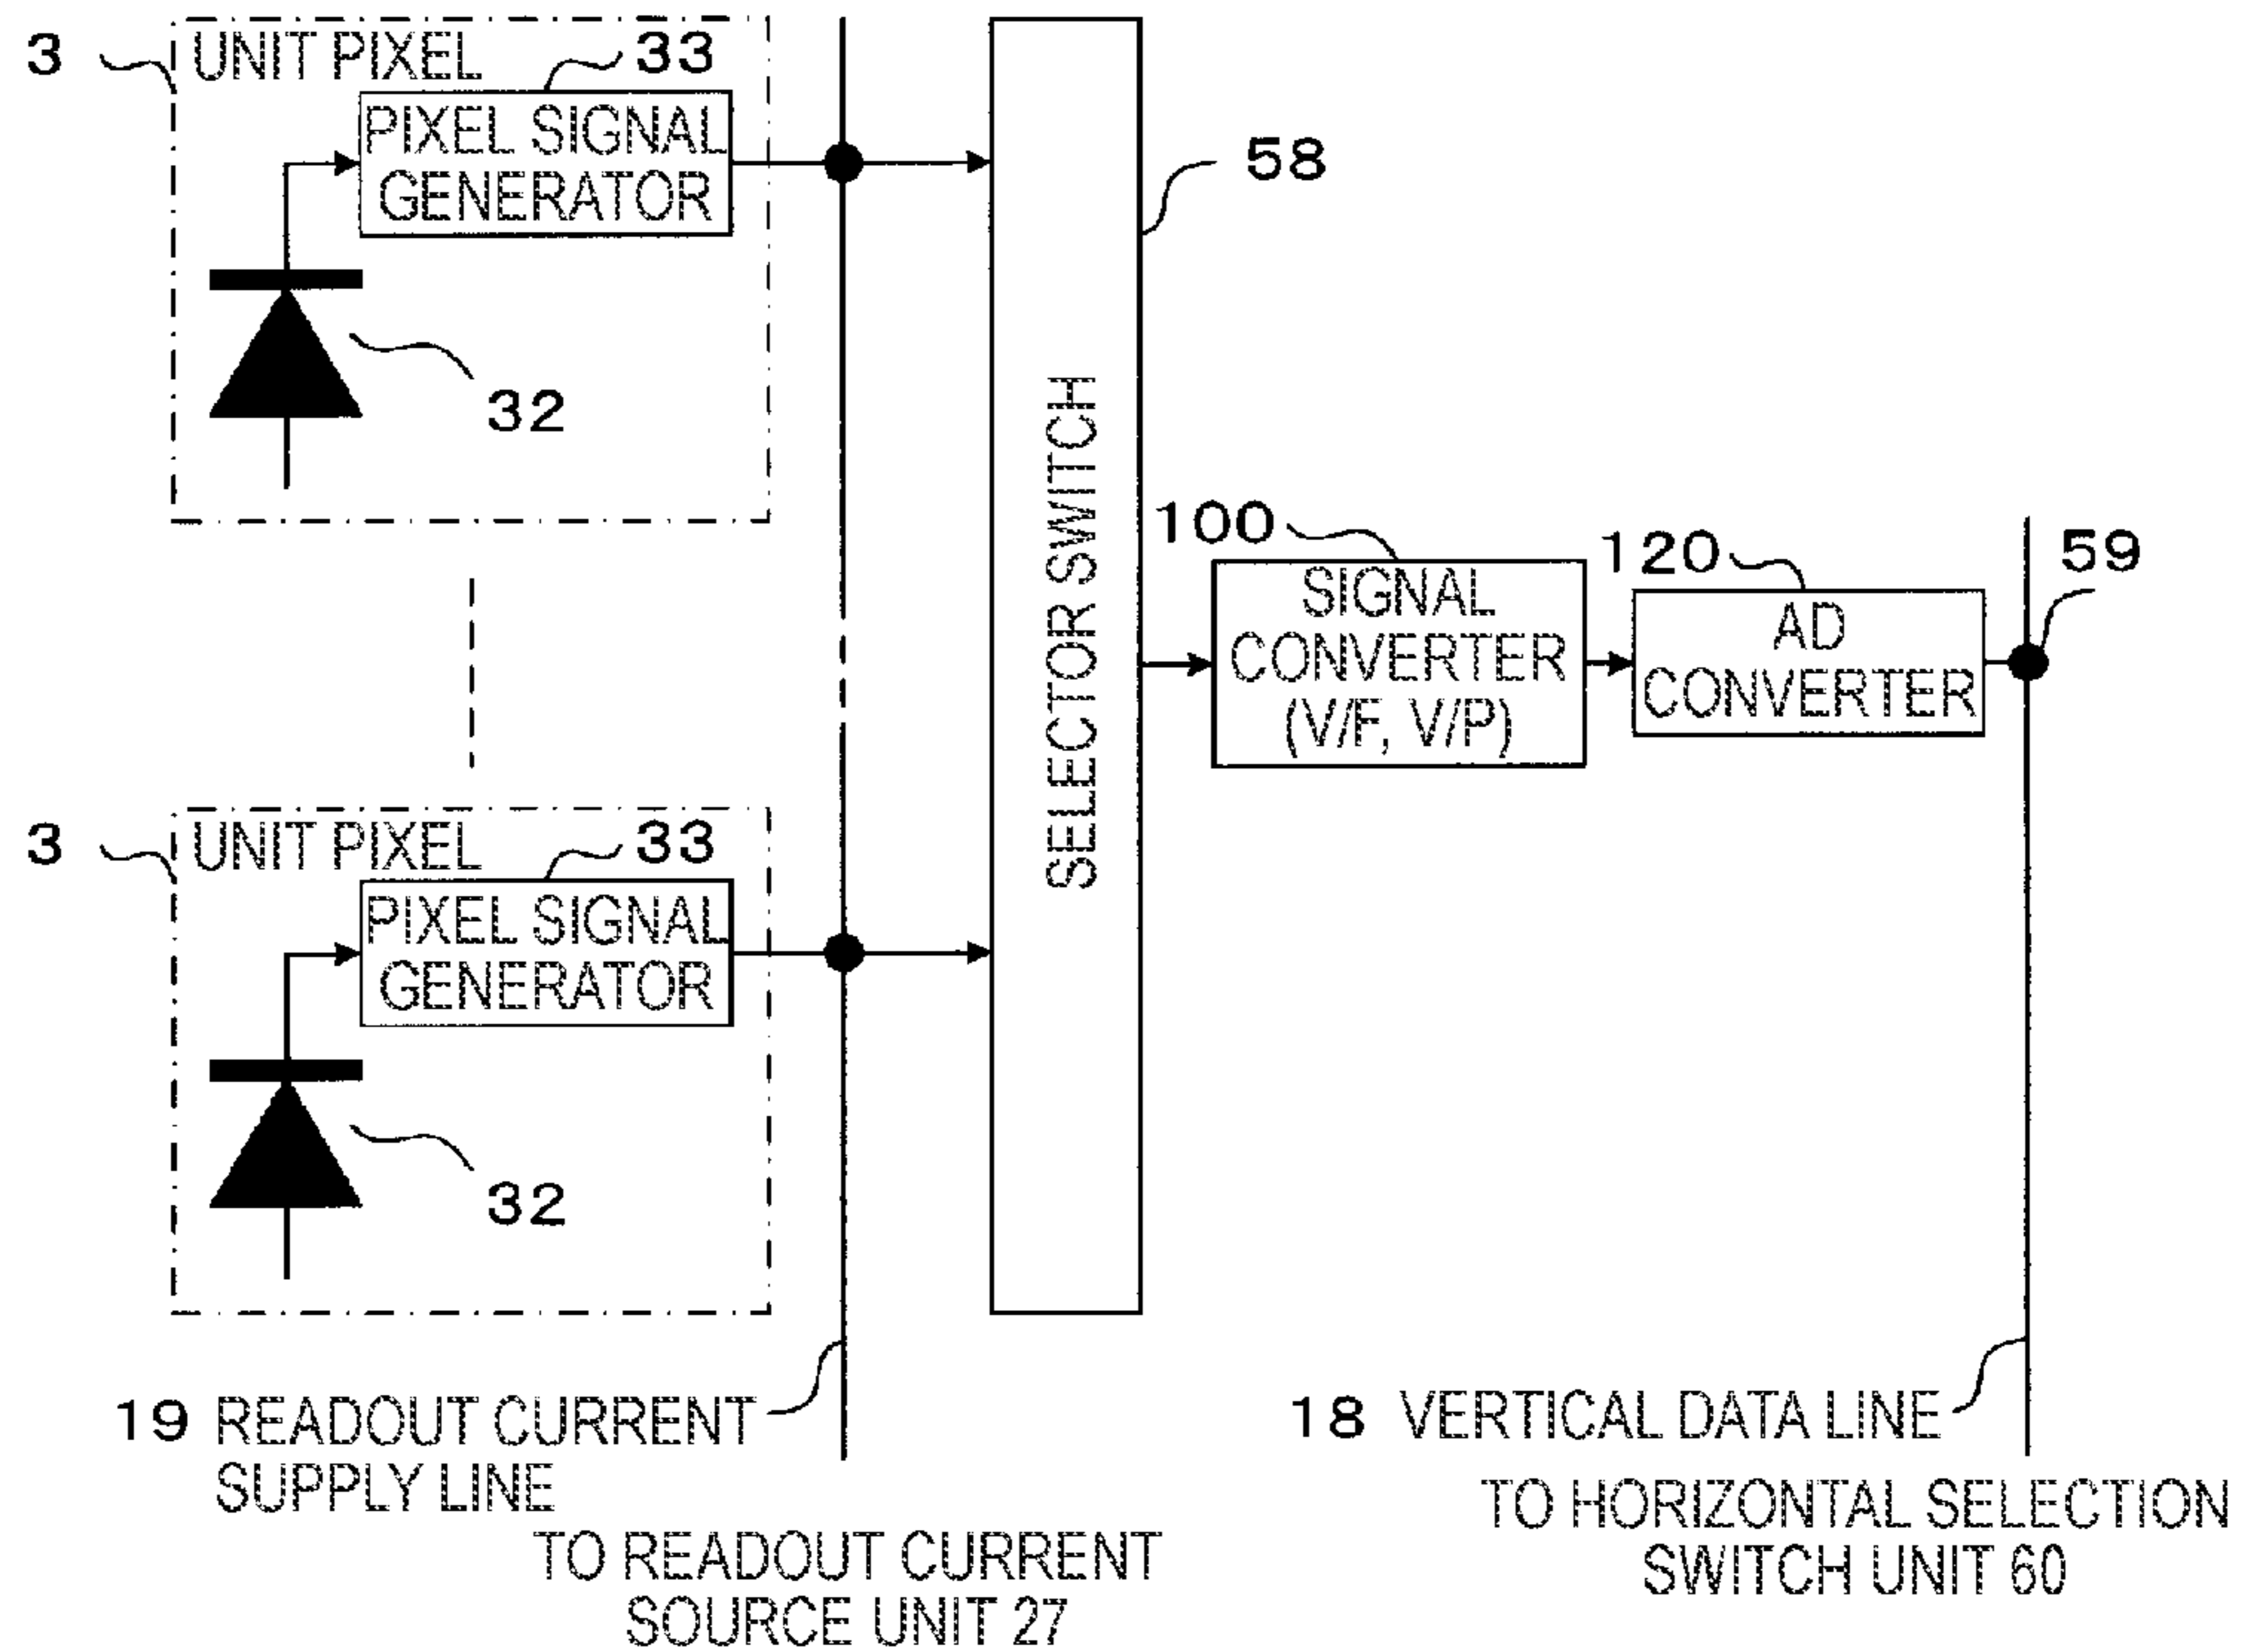 3
UNIT PIXEL
33
PIXEL SIGNAL
GENERATOR
32
58
SELECTOR SWITCH
100
SIGNAL
CONVERTER
(V/F, V/P)
120
AD
CONVERTER
59
3
UNIT PIXEL
33
PIXEL SIGNAL
GENERATOR
32
19 READOUT CURRENT
SUPPLY LINE
TO READOUT CURRENT
SOURCE UNIT 27
18 VERTICAL DATA LINE
TO HORIZONTAL SELECTION
SWITCH UNIT 60